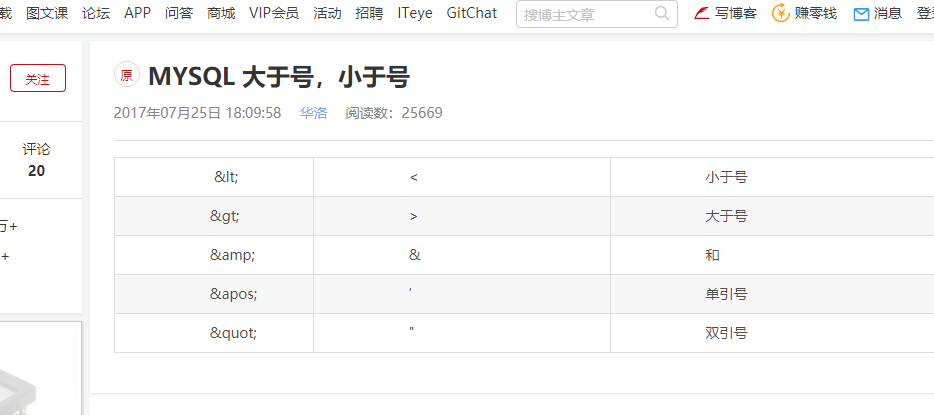 载 图文课 论坛 APP 问答 商城 VIP会员 活动 招聘 ITeye GitChat 搜博主文章 写博客 赚零钱 消息 登录
关注
原 MYSQL 大于号，小于号
2017年07月25日 18:09:58 华洛 阅读数：25669
评论
20
万+
+
&lt; < 小于号
&gt; > 大于号
&amp; & 和
&apos; ' 单引号
&quot; " 双引号